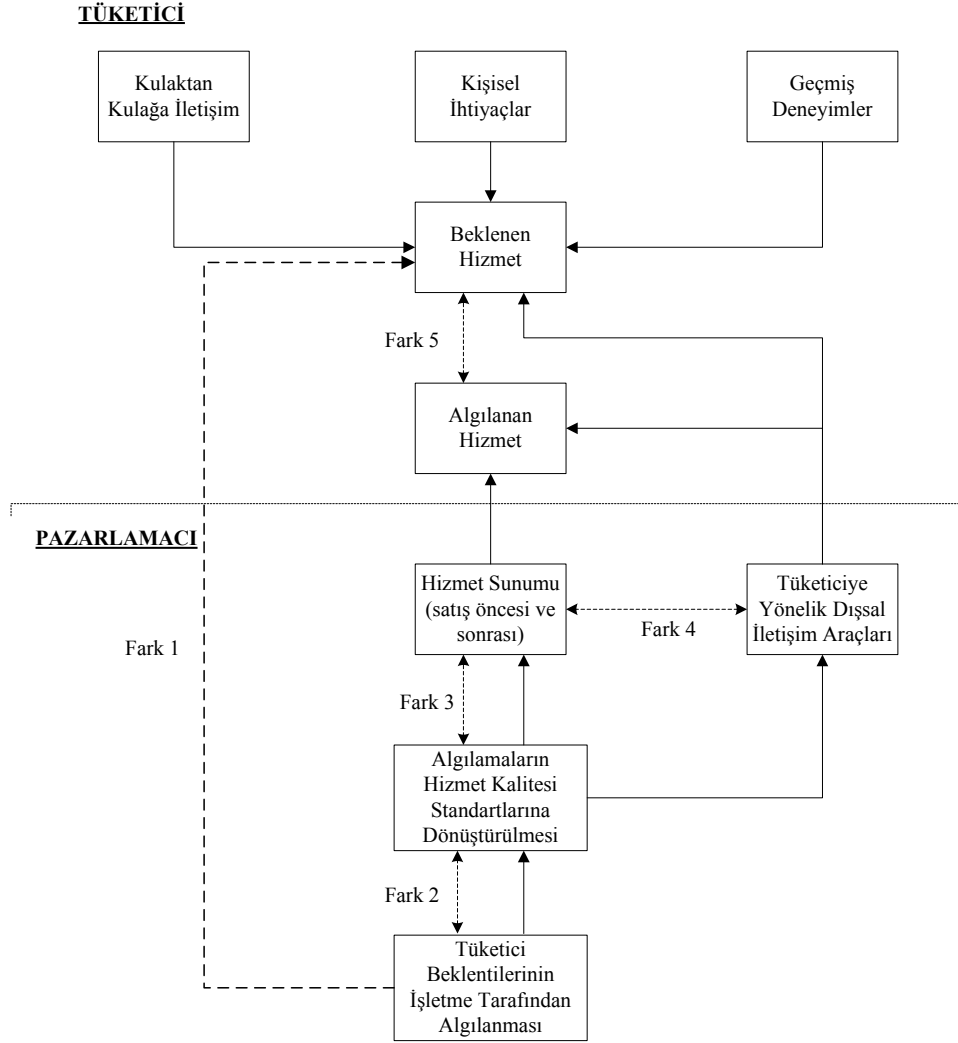 TÜKETİCİ
Kulaktan
Kulağa İletişim
Kişisel
İhtiyaçlar
Geçmiş
Deneyimler
Beklenen
Hizmet
Fark 5
Algılanan
Hizmet
PAZARLAMACI
Hizmet Sunumu
(satış öncesi ve
sonrası)
Tüketiciye
Yönelik Dışsal
İletişim Araçları
Fark 4
Fark 1
Fark 3
Algılamaların
Hizmet Kalitesi
Standartlarına
Dönüştürülmesi
Fark 2
Tüketici
Beklentilerinin
İşletme Tarafından
Algılanması